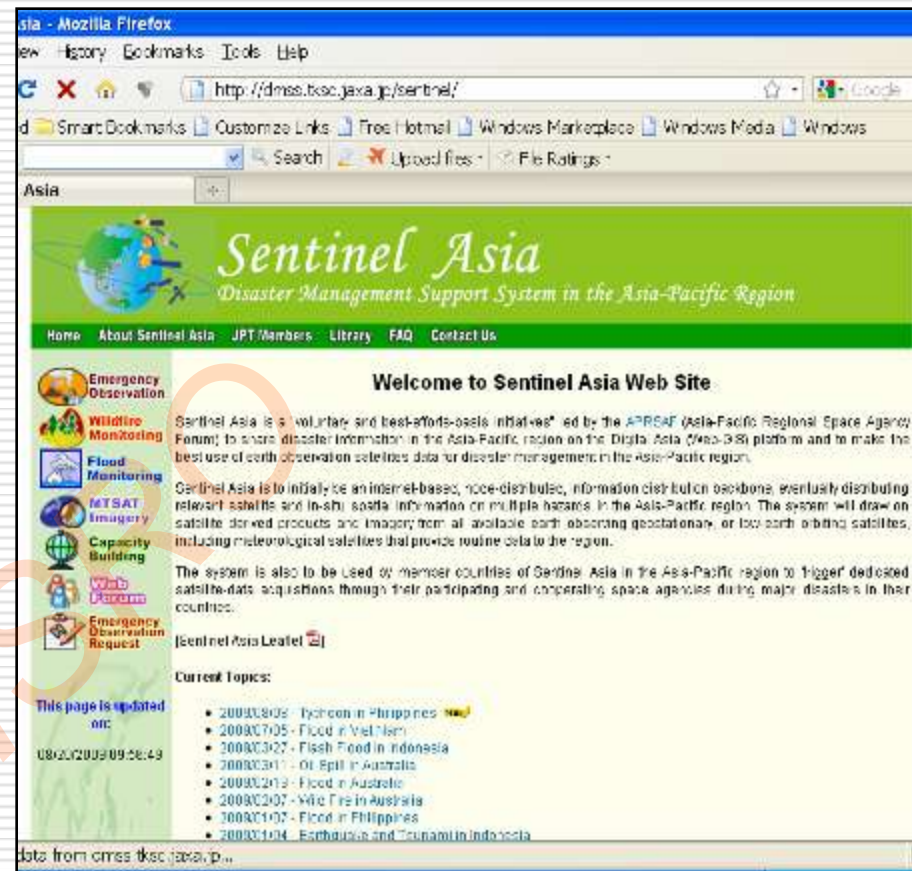 sia - Mozilla Firefox
ew History Bookmarks Tools Help
http://dmss.tksc.jaxa.jp/sentinel/
Google
d Smart Bookmarks Customize Links Free Hotmail Windows Marketplace Windows Media Windows
Search Upload files File Ratings
Asia
Sentinel Asia
Disaster Management Support System in the Asia-Pacific Region
Home About Sentinel Asia JPT Members Library FAQ Contact Us
Emergency
Observation
Wildfire
Monitoring
Flood
Monitoring
MTSAT
Imagery
Capacity
Building
Web
Forum
Emergency
Observation
Request
This page is updated
on:
08/20/2009 09:56:49
Welcome to Sentinel Asia Web Site
Sentinel Asia is a "voluntary and best-efforts-basis initiatives" led by the APRSAF (Asia-Pacific Regional Space Agency
Forum) to share disaster information in the Asia-Pacific region on the Digital Asia (Web-GIS) platform and to make the
best use of earth observation satellites data for disaster management in the Asia-Pacific region.
Sentinel Asia is to initially be an internet-based, node-distributed, information distribution backbone, eventually distributing
relevant satellite and in-situ spatial information on multiple hazards in the Asia-Pacific region. The system will draw on
satellite derived products and imagery from all available earth observing geostationary, or low-earth orbiting satellites,
including meteorological satellites that provide routine data to the region.
The system is also to be used by member countries of Sentinel Asia in the Asia-Pacific region to 'trigger' dedicated
satellite-data acquisitions through their participating and cooperating space agencies during major disasters in their
countries.
[Sentinel Asia Leaflet]
Current Topics:
Typhoon in Philippines
2009/07/05 - Flood in Viet Nam
2009/03/27 - Flash Flood in Indonesia
2009/03/11 - Oil Spill in Australia
2009/02/13 - Flood in Australia
2009/02/07 - Wild Fire in Australia
2009/01/07 - Flood in Philippines
2009/01/04 - Earthquake and Tsunami in Indonesia
data from dmss.tksc.jaxa.jp...